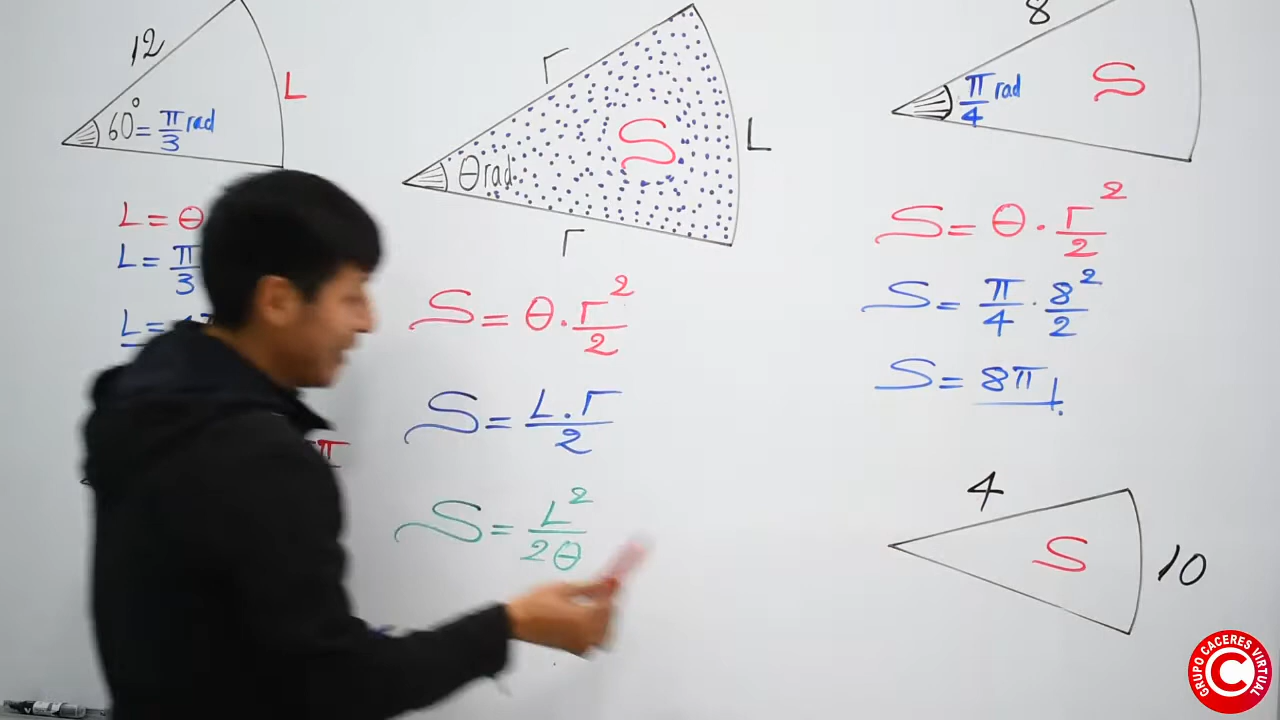 12
L
60° = π/3 rad
L = θ
L = π/3
L =
π
r
S
L
θ rad
r
S = θ · r²/2
S = L . r/2
S = L²/2θ
8
S
π/4 rad
S = θ · r²/2
S = π/4 · 8²/2
S = 8π
4
S
10
GRUPO CACERES VIRTUAL
C